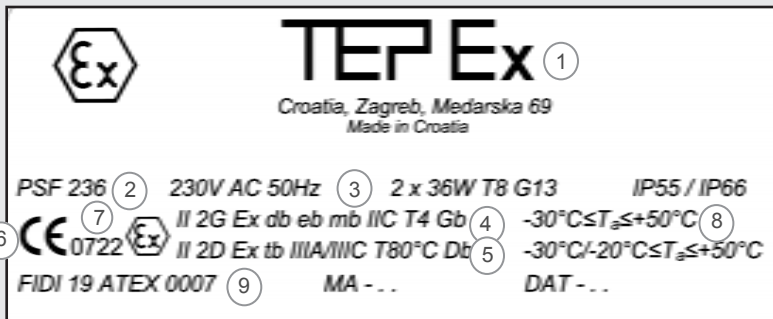 Ex TEP Ex 1
Croatia, Zagreb, Medarska 69
Made in Croatia
PSF 236 2 230V AC 50Hz 3 2 x 36W T8 G13 IP55 / IP66
7 II 2G Ex db eb mb IIC T4 Gb 4 -30°C≤Ta≤+50°C 8
6 CE 0722 Ex II 2D Ex tb IIIA/IIIC T80°C Db 5 -30°C/-20°C≤Ta≤+50°C
FIDI 19 ATEX 0007 9 MA - . . DAT - . .